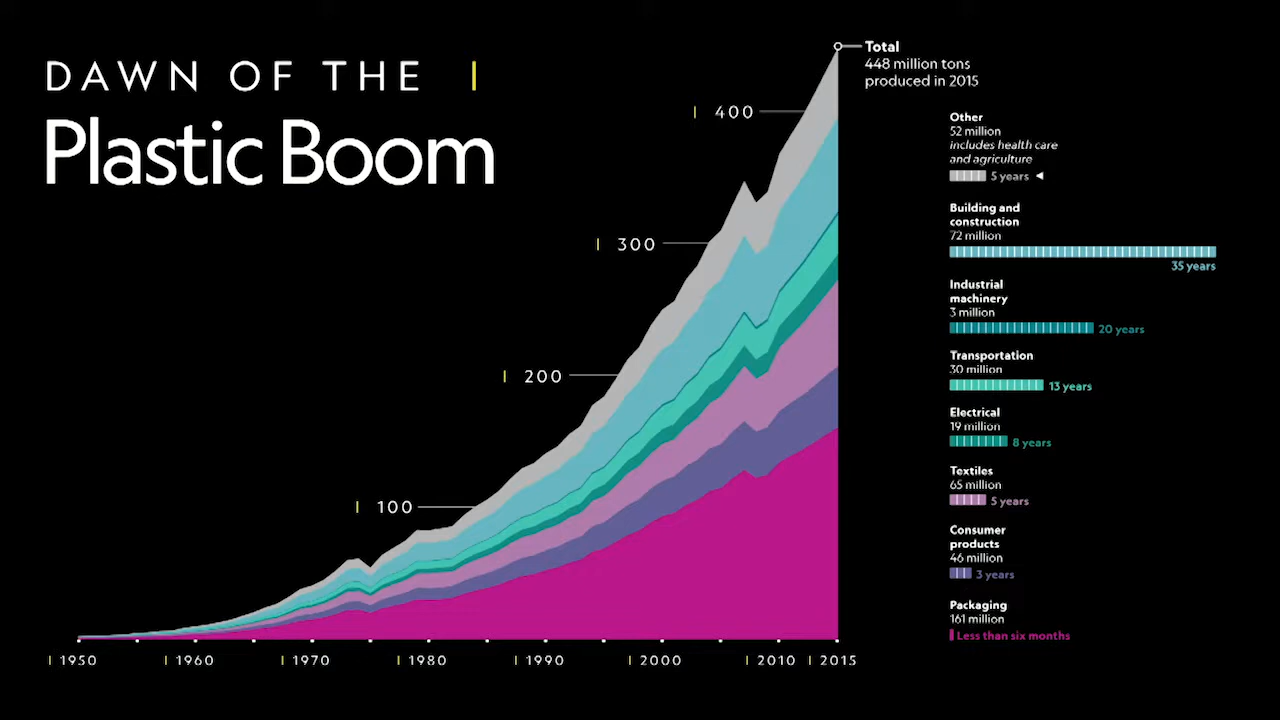 DAWN OF THE
Plastic Boom
Total
448 million tons
produced in 2015
400
300
200
100
Other
52 million
includes health care
and agriculture
5 years
Building and
construction
72 million
35 years
Industrial
machinery
3 million
20 years
Transportation
30 million
13 years
Electrical
19 million
8 years
Textiles
65 million
5 years
Consumer
products
46 million
3 years
Packaging
161 million
Less than six months
1950 1960 1970 1980 1990 2000 2010 2015